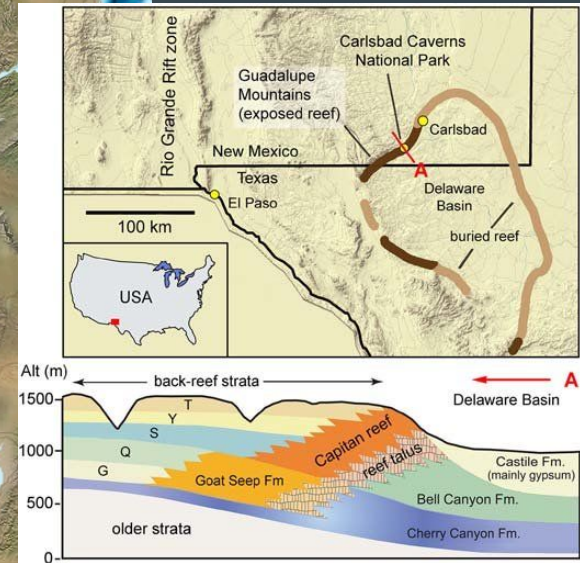 Rio Grande Rift zone
Carlsbad Caverns
National Park
Guadalupe
Mountains
(exposed reef)
Carlsbad
New Mexico
A
Texas
Delaware
Basin
El Paso
100 km
buried reef
USA
Alt (m)
back-reef strata
A
Delaware Basin
1500
T
Y
S
Capitan reef
1000
Q
reef talus
Castile Fm.
(mainly gypsum)
G
Goat Seep Fm
Bell Canyon Fm.
500
Cherry Canyon Fm.
older strata
0